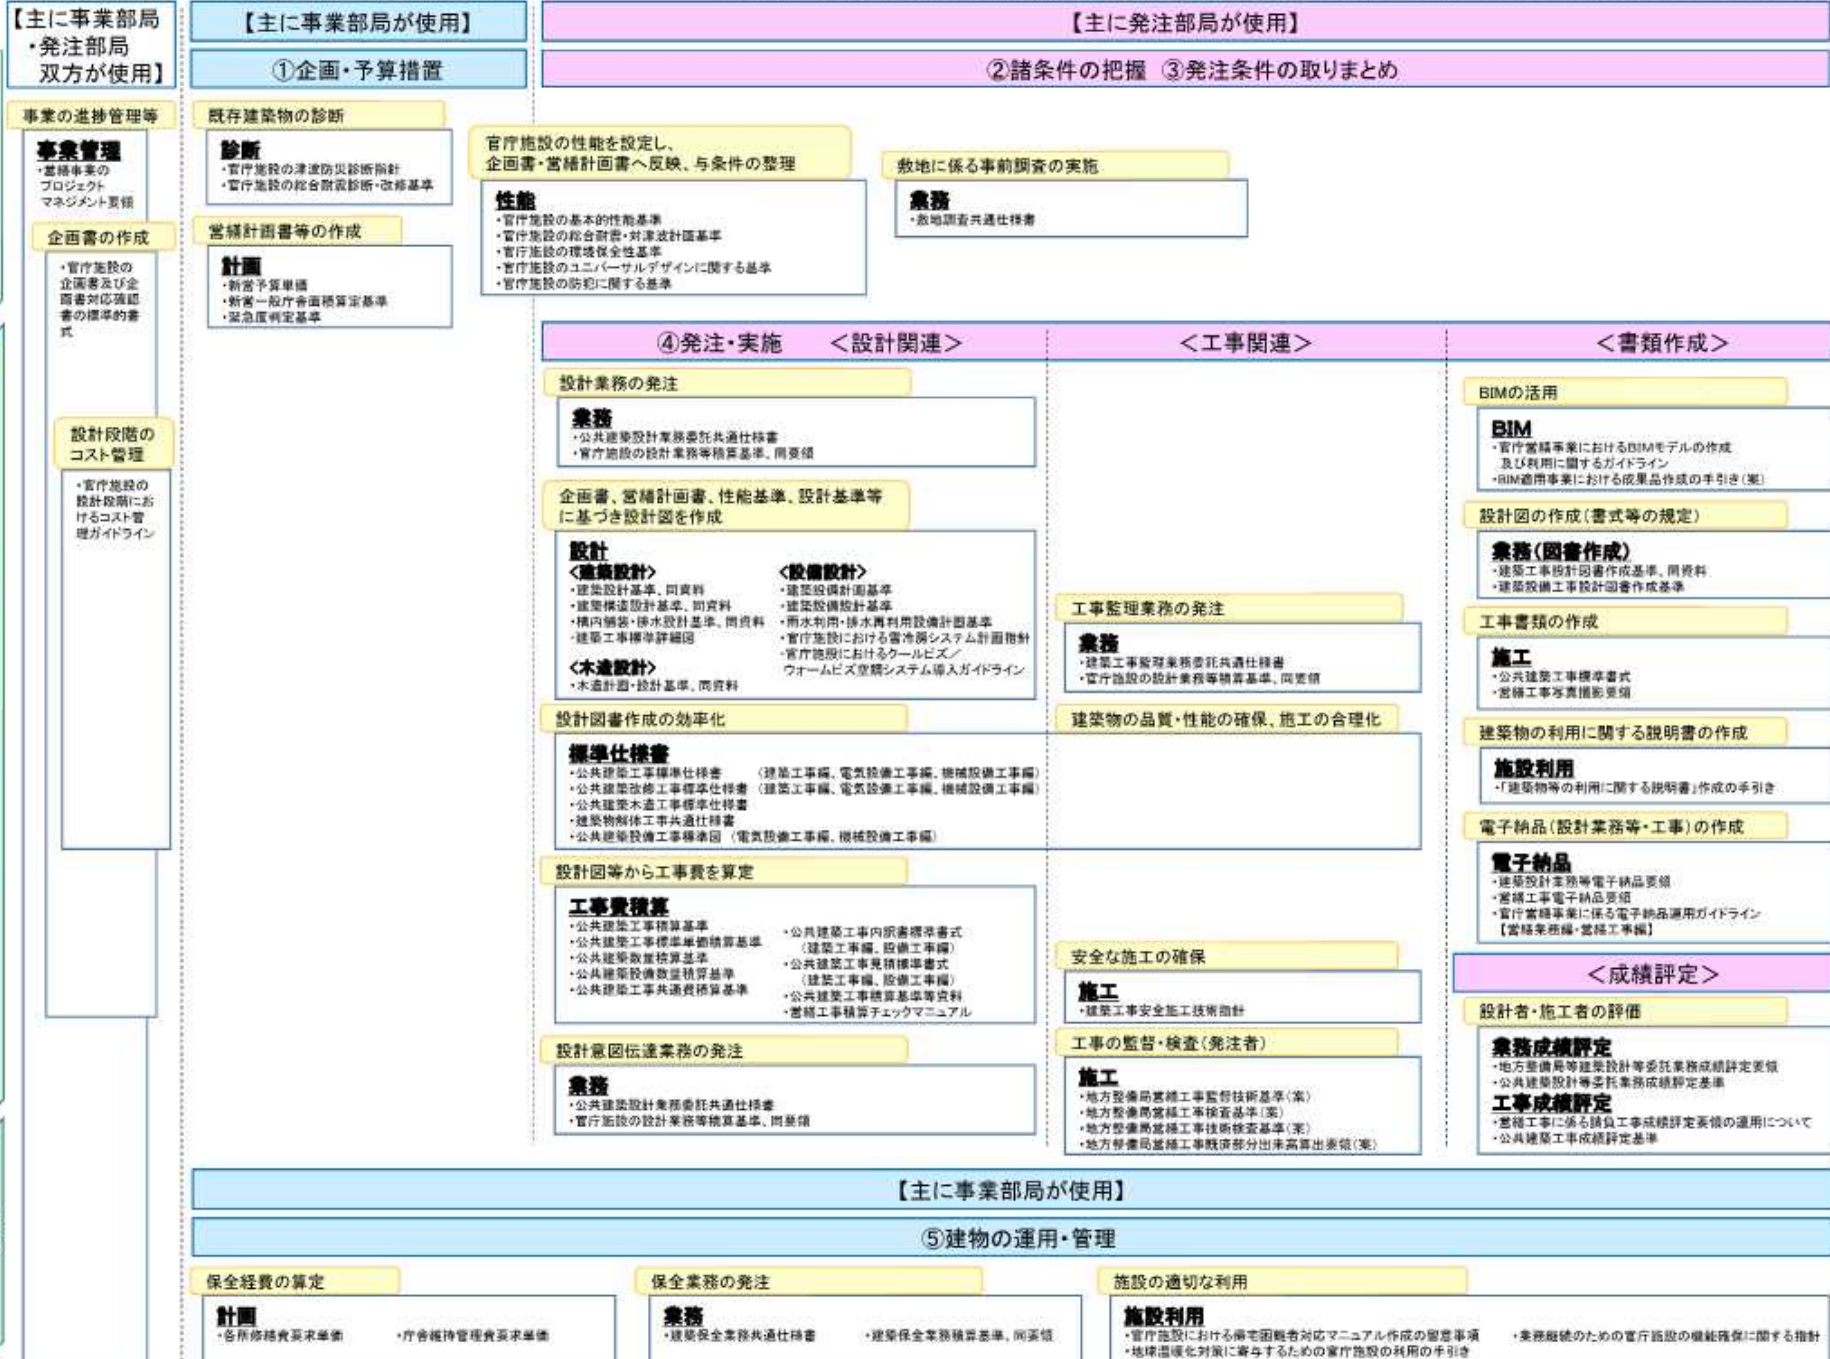 【主に事業部局
・発注部局
双方が使用】
事業の進捗管理等
事業管理
・営繕事業の
プロジェクト
マネジメント要領
企画書の作成
・官庁施設の
企画書及び企
画書対応確認
書の標準的書
式
設計段階の
コスト管理
・官庁施設の
設計段階にお
けるコスト管
理ガイドライン
【主に事業部局が使用】
①企画・予算措置
既存建築物の診断
診断
・官庁施設の津波防災診断指針
・官庁施設の総合耐震診断・改修基準
営繕計画書等の作成
計画
・新営予算単価
・新営一般庁舎面積算定基準
・緊急度判定基準
【主に発注部局が使用】
②諸条件の把握 ③発注条件の取りまとめ
官庁施設の性能を設定し、
企画書・営繕計画書へ反映、与条件の整理
性能
・官庁施設の基本的性能基準
・官庁施設の総合耐震・対津波計画基準
・官庁施設の環境保全性基準
・官庁施設のユニバーサルデザインに関する基準
・官庁施設の防犯に関する基準
敷地に係る事前調査の実施
業務
・敷地調査共通仕様書
④発注・実施 ＜設計関連＞
設計業務の発注
業務
・公共建築設計業務委託共通仕様書
・官庁施設の設計業務等積算基準、同要領
企画書、営繕計画書、性能基準、設計基準等
に基づき設計図を作成
設計
<建築設計>
・建築設計基準、同資料
・建築構造設計基準、同資料
・構内舗装・排水設計基準、同資料
・建築工事標準詳細図
<木造設計>
・木造計画・設計基準、同資料
<設備設計>
・建築設備計画基準
・建築設備設計基準
・雨水利用・排水再利用設備計画基準
・官庁施設における雪冷房システム計画指針
・官庁施設におけるクールビズ／
ウォームビズ空調システム導入ガイドライン
設計図書作成の効率化
標準仕様書
・公共建築工事標準仕様書 （建築工事編、電気設備工事編、機械設備工事編）
・公共建築改修工事標準仕様書 （建築工事編、電気設備工事編、機械設備工事編）
・公共建築木造工事標準仕様書
・建築物解体工事共通仕様書
・公共建築設備工事標準図 （電気設備工事編、機械設備工事編）
設計図等から工事費を算定
工事費積算
・公共建築工事積算基準
・公共建築工事標準単価積算基準
・公共建築数量積算基準
・公共建築設備数量積算基準
・公共建築工事共通費積算基準
・公共建築工事内訳書標準書式
（建築工事編、設備工事編）
・公共建築工事見積標準書式
（建築工事編、設備工事編）
・公共建築工事積算基準等資料
・営繕工事積算チェックマニュアル
設計意図伝達業務の発注
業務
・公共建築設計業務委託共通仕様書
・官庁施設の設計業務等積算基準、同要領
＜工事関連＞
工事監理業務の発注
業務
・建築工事監理業務委託共通仕様書
・官庁施設の設計業務等積算基準、同要領
建築物の品質・性能の確保、施工の合理化
安全な施工の確保
施工
・建築工事安全施工技術指針
工事の監督・検査（発注者）
施工
・地方整備局営繕工事監督技術基準（案）
・地方整備局営繕工事検査基準（案）
・地方整備局営繕工事技術検査基準（案）
・地方整備局営繕工事既済部分出来高算出要領（案）
＜書類作成＞
BIMの活用
BIM
・官庁営繕事業におけるBIMモデルの作成
及び利用に関するガイドライン
・BIM適用事業における成果品作成の手引き（案）
設計図の作成（書式等の規定）
業務（図書作成）
・建築工事設計図書作成基準、同資料
・建築設備工事設計図書作成基準
工事書類の作成
施工
・公共建築工事標準書式
・営繕工事写真撮影要領
建築物の利用に関する説明書の作成
施設利用
・「建築物等の利用に関する説明書」作成の手引き
電子納品（設計業務等・工事）の作成
電子納品
・建築設計業務等電子納品要領
・営繕工事電子納品要領
・官庁営繕事業に係る電子納品運用ガイドライン
【営繕業務編・営繕工事編】
＜成績評定＞
設計者・施工者の評価
業務成績評定
・地方整備局等建築設計等委託業務成績評定要領
・公共建築設計等委託業務成績評定基準
工事成績評定
・営繕工事に係る請負工事成績評定要領の運用について
・公共建築工事成績評定基準
【主に事業部局が使用】
⑤建物の運用・管理
保全経費の算定
計画
・各所修繕費要求単価 ・庁舎維持管理費要求単価
保全業務の発注
業務
・建築保全業務共通仕様書 ・建築保全業務積算基準、同要領
施設の適切な利用
施設利用
・官庁施設における帰宅困難者対応マニュアル作成の留意事項 ・業務継続のための官庁施設の機能確保に関する指針
・地球温暖化対策に寄与するための官庁施設の利用の手引き